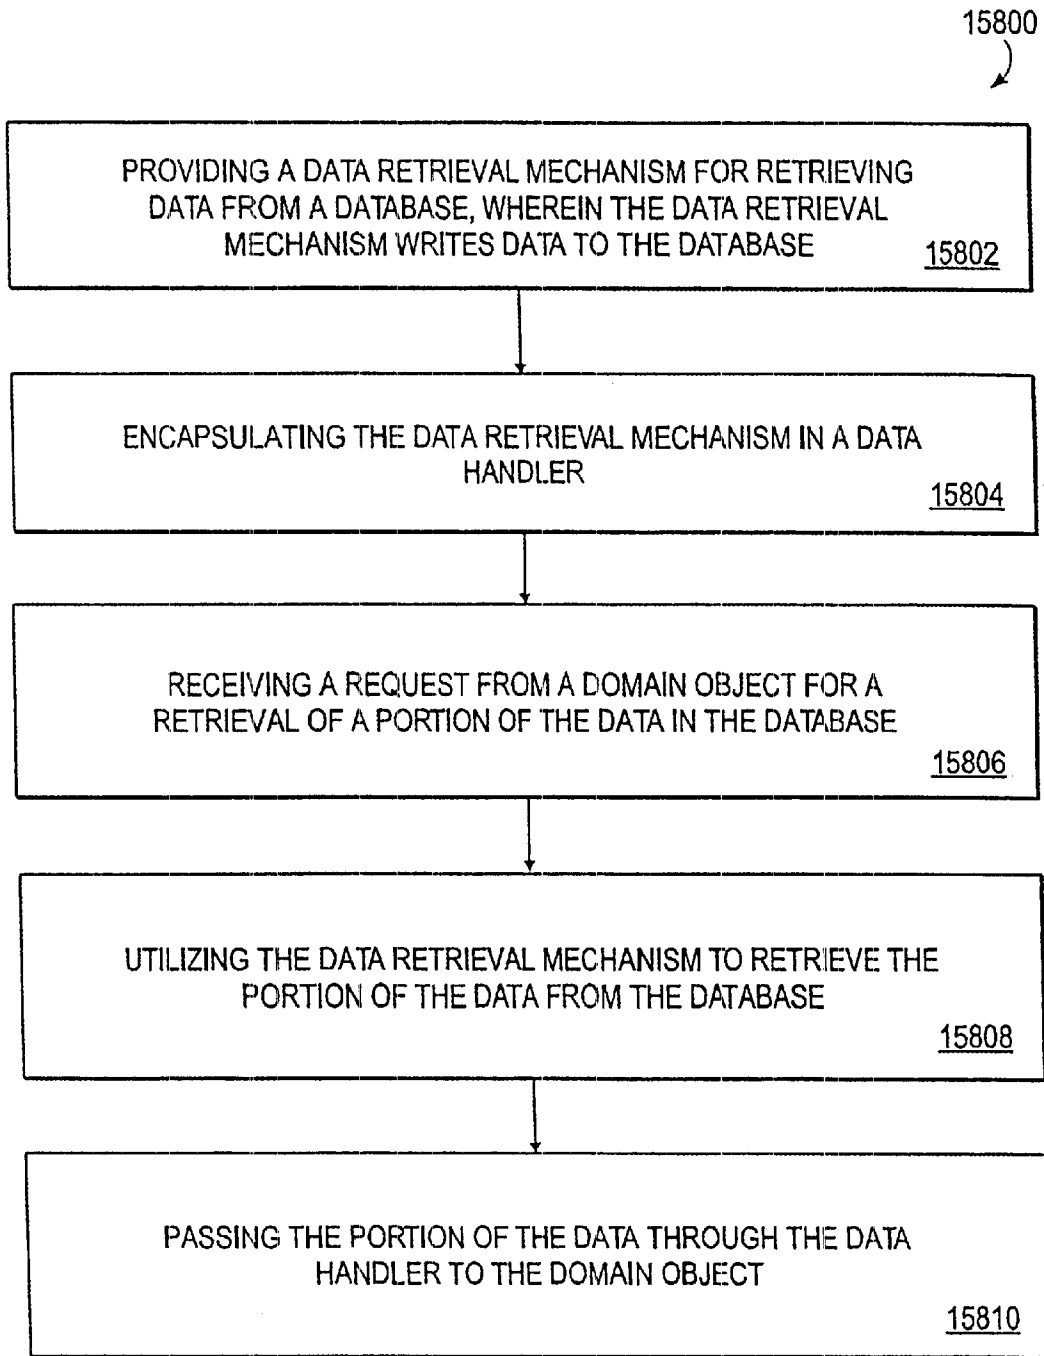 15800
PROVIDING A DATA RETRIEVAL MECHANISM FOR RETRIEVING
DATA FROM A DATABASE, WHEREIN THE DATA RETRIEVAL
MECHANISM WRITES DATA TO THE DATABASE
15802
ENCAPSULATING THE DATA RETRIEVAL MECHANISM IN A DATA
HANDLER
15804
RECEIVING A REQUEST FROM A DOMAIN OBJECT FOR A
RETRIEVAL OF A PORTION OF THE DATA IN THE DATABASE
15806
UTILIZING THE DATA RETRIEVAL MECHANISM TO RETRIEVE THE
PORTION OF THE DATA FROM THE DATABASE
15808
PASSING THE PORTION OF THE DATA THROUGH THE DATA
HANDLER TO THE DOMAIN OBJECT
15810